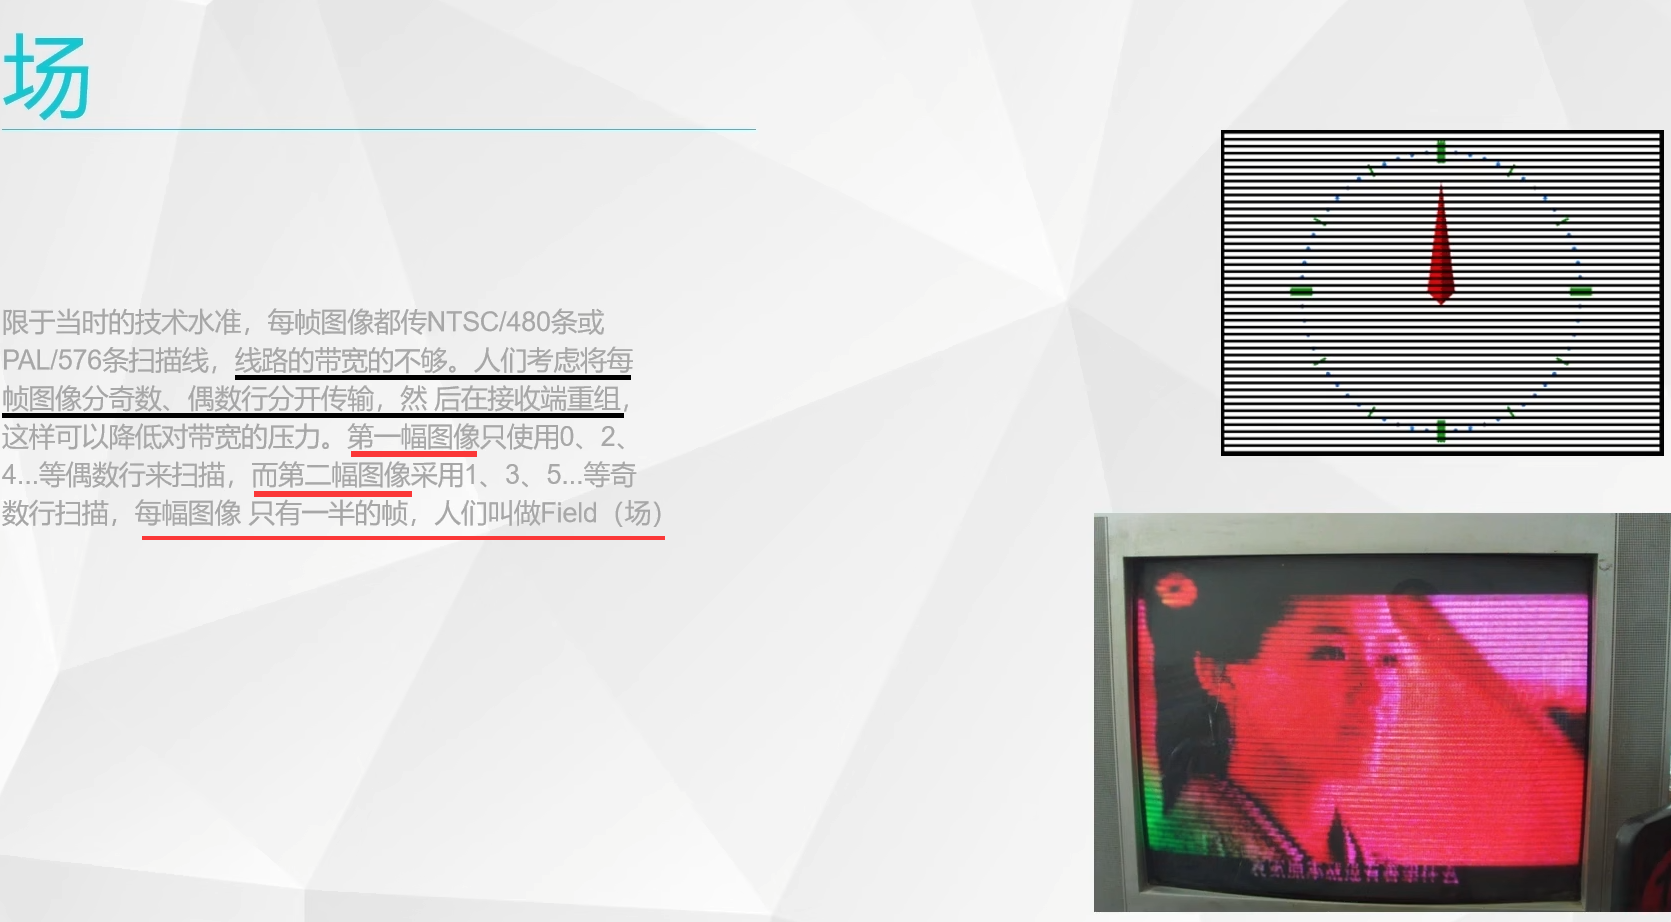 场
限于当时的技术水准，每帧图像都传NTSC/480条或
PAL/576条扫描线，线路的带宽的不够。人们考虑将每
帧图像分奇数、偶数行分开传输，然 后在接收端重组，
这样可以降低对带宽的压力。第一幅图像只使用0、2、
4...等偶数行来扫描，而第二幅图像采用1、3、5...等奇
数行扫描，每幅图像 只有一半的帧，人们叫做Field（场）